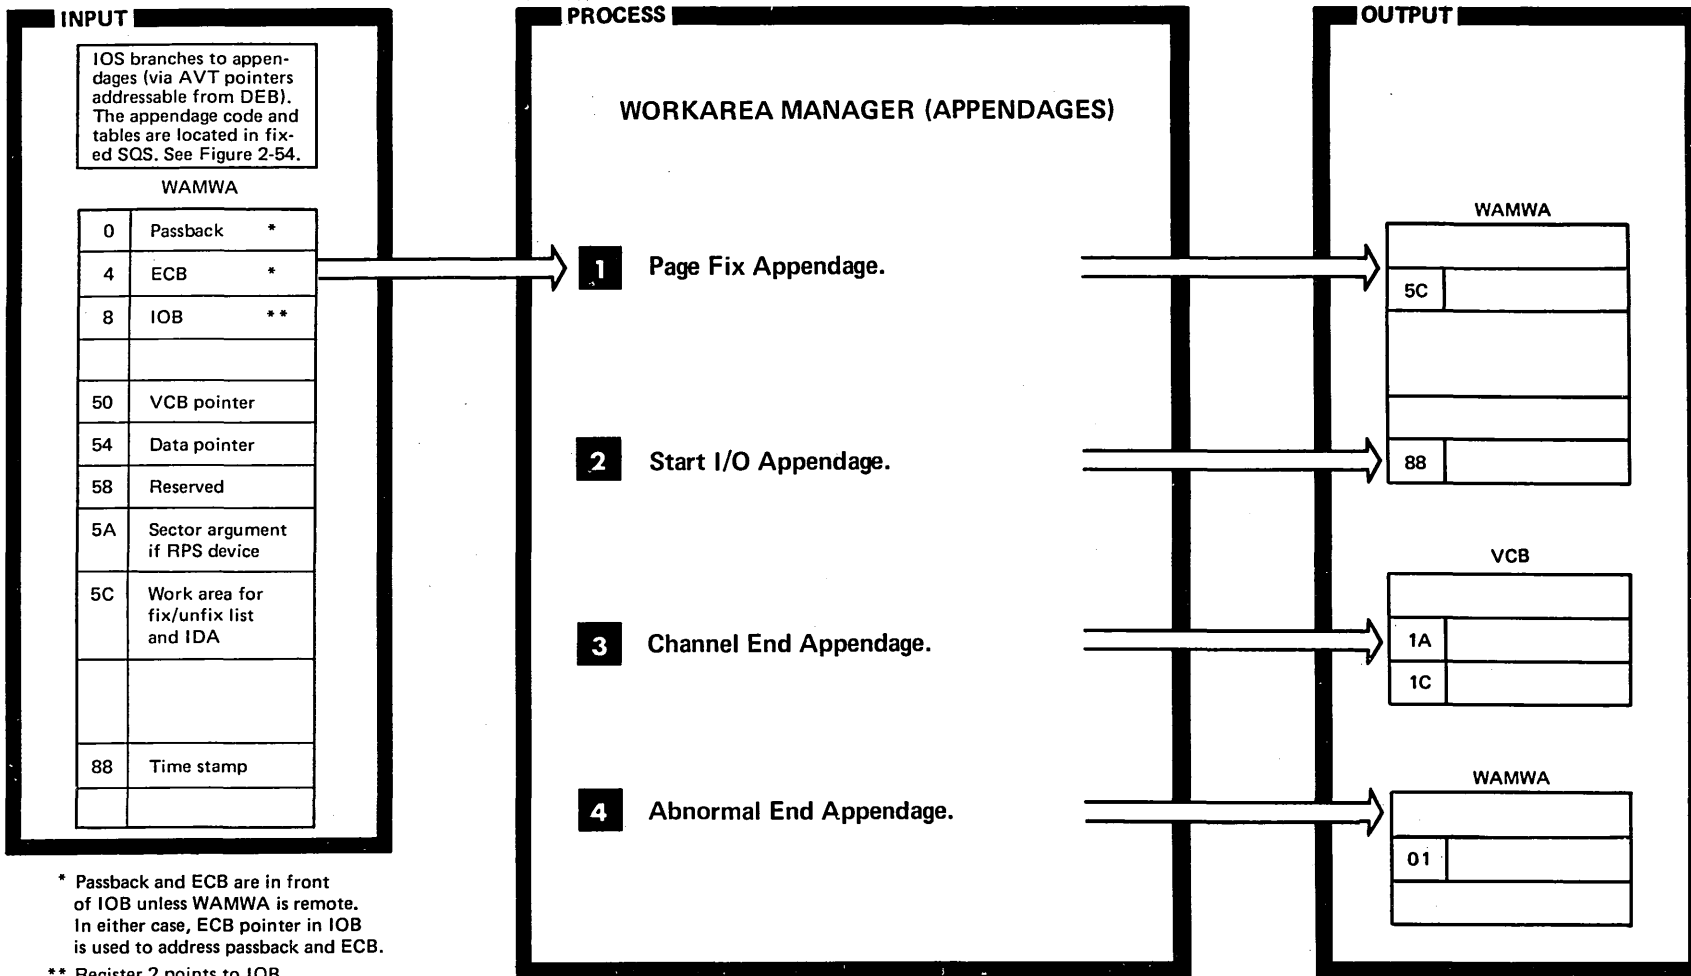 INPUT
IOS branches to appen-
dages (via AVT pointers
addressable from DEB).
The appendage code and
tables are located in fix-
ed SQS. See Figure 2-54.
WAMWA
0 Passback *
4 ECB *
8 IOB **
50 VCB pointer
54 Data pointer
58 Reserved
5A Sector argument
if RPS device
5C Work area for
fix/unfix list
and IDA
88 Time stamp
* Passback and ECB are in front
of IOB unless WAMWA is remote.
In either case, ECB pointer in IOB
is used to address passback and ECB.
** Register 2 points to IOB
PROCESS
WORKAREA MANAGER (APPENDAGES)
1 Page Fix Appendage.
2 Start I/O Appendage.
3 Channel End Appendage.
4 Abnormal End Appendage.
OUTPUT
WAMWA
5C
88
VCB
1A
1C
WAMWA
01